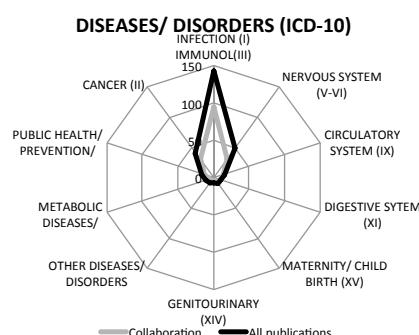 DISEASES/ DISORDERS (ICD-10)
INFECTION (I)
IMMUNOL(III)
150
100
50
0
NERVOUS SYSTEM
(V-VI)
CIRCULATORY
SYSTEM (IX)
DIGESTIVE SYTEM
(XI)
MATERNITY/ CHILD
BIRTH (XV)
GENITOURINARY
(XIV)
OTHER DISEASES/
DISORDERS
METABOLIC
DISEASES/
PUBLIC HEALTH/
PREVENTION/
CANCER (II)
Collaboration
All publications